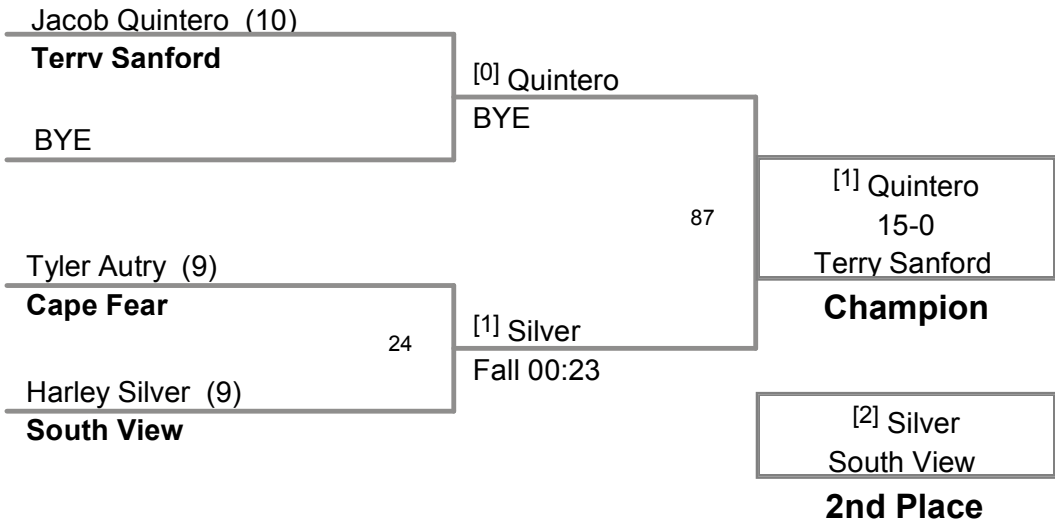 Jacob Quintero (10)
Terry Sanford
[0] Quintero
BYE
BYE
[1] Quintero
15-0
Terry Sanford
Champion
87
Tyler Autry (9)
Cape Fear
24
[1] Silver
Fall 00:23
Harley Silver (9)
South View
[2] Silver
South View
2nd Place